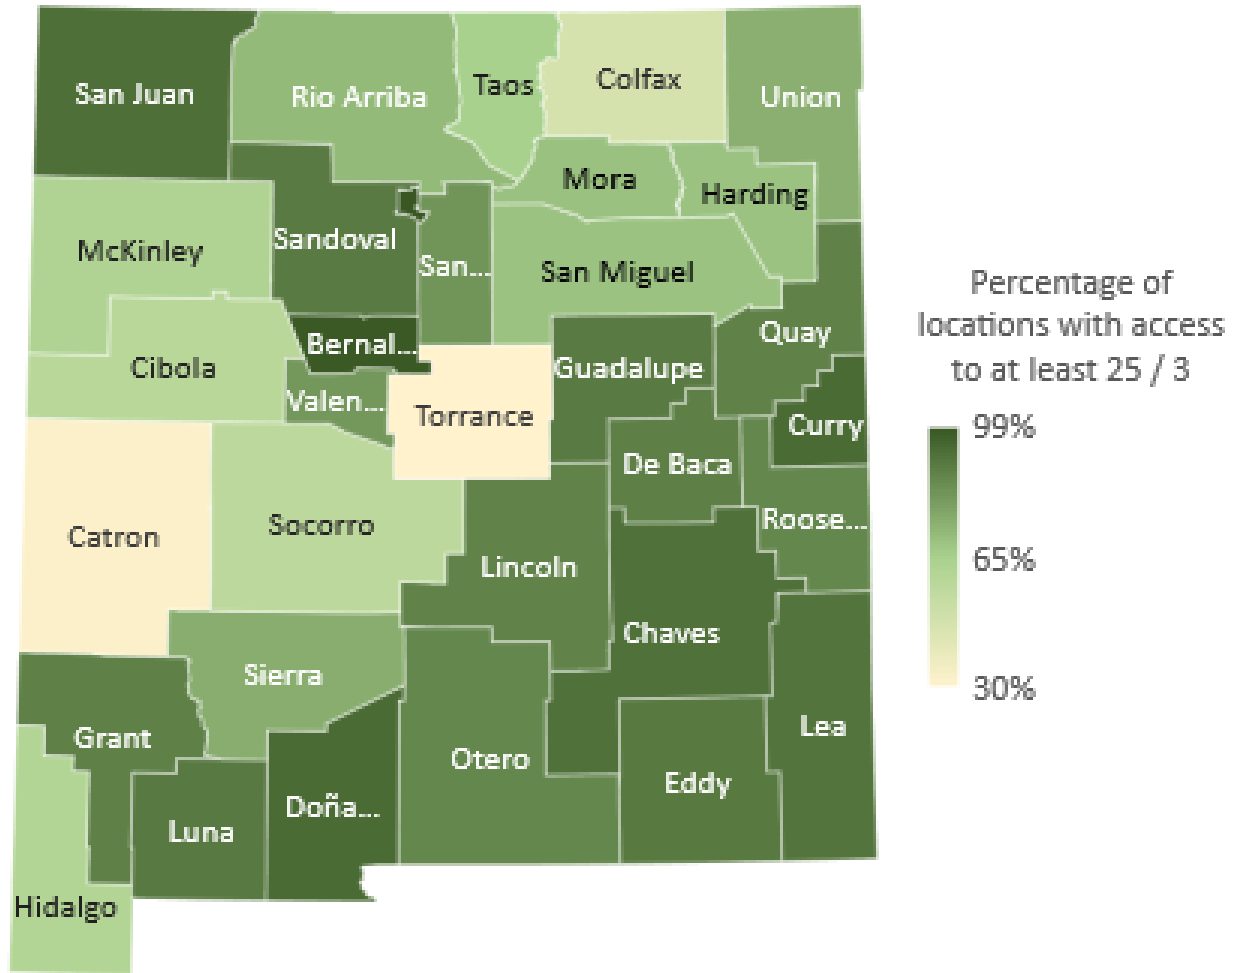 San Juan
Rio Arriba
Taos
Colfax
Union
Mora
Harding
McKinley
Sandoval
San...
San Miguel
Percentage of
locations with access
to at least 25 / 3
Quay
Bernal...
Cibola
Guadalupe
Valen...
Torrance
Curry
99%
De Baca
Catron
Socorro
Roose...
65%
Lincoln
Chaves
Sierra
30%
Grant
Lea
Otero
Eddy
Doña...
Luna
Hidalgo